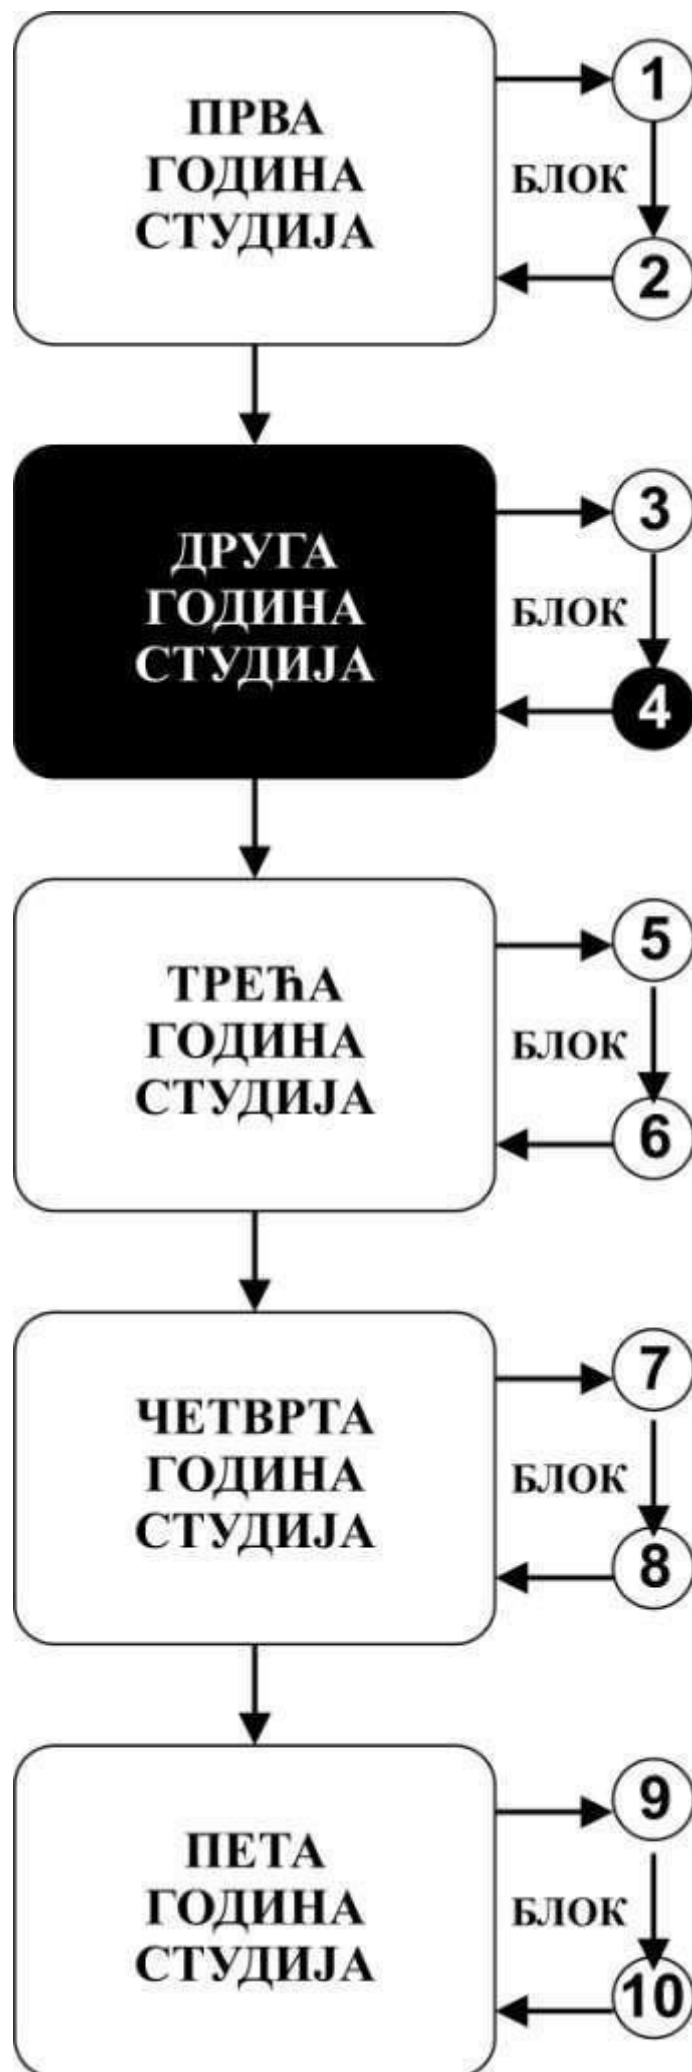 ПРВА
ГОДИНА
СТУДИЈА
1
БЛОК
2
ДРУГА
ГОДИНА
СТУДИЈА
3
БЛОК
4
ТРЕЋА
ГОДИНА
СТУДИЈА
5
БЛОК
6
ЧЕТВРТА
ГОДИНА
СТУДИЈА
7
БЛОК
8
ПЕТА
ГОДИНА
СТУДИЈА
9
БЛОК
10